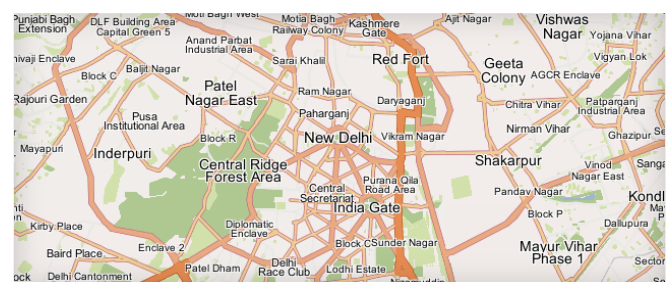 Punjabi Bagh
Extension
DLF Building Area
Capital Green 5
Moti Bagh West
Motia Bagh
Railway Colony
Kashmere
Gate
Ajit Nagar
Vishwas
Nagar
Yojana Vihar
Anand Parbat
Industrial Area
Sarai Khalil
Red Fort
Geeta
Colony
Vigyan Lok
AGCR Enclave
Block C
Baljit Nagar
Patel
Nagar East
Ram Nagar
Daryaganj
Chitra Vihar
Patparganj
Industrial Area
Rajouri Garden
Pusa
Institutional Area
Paharganj
Block R
New Delhi
Vikram Nagar
Nirman Vihar
Ghazipur
Mayapuri
Inderpuri
Central Ridge
Forest Area
Shakarpur
Vinod
Nagar East
Purana Qila
Road Area
Central
Secretariat
India Gate
Pandav Nagar
Block P
Kondl
Dallupura
Kirby Place
Diplomatic
Enclave
Enclave 2
Block C
Sunder Nagar
Mayur Vihar
Phase 1
Baird Place
Patel Dham
Delhi
Race Club
Lodhi Estate
Sector
Delhi Cantonment